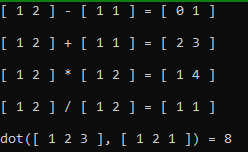 [ 1 2 ] - [ 1 1 ] = [ 0 1 ]
[ 1 2 ] + [ 1 1 ] = [ 2 3 ]
[ 1 2 ] * [ 1 2 ] = [ 1 4 ]
[ 1 2 ] / [ 1 2 ] = [ 1 1 ]
dot([ 1 2 3 ], [ 1 2 1 ]) = 8